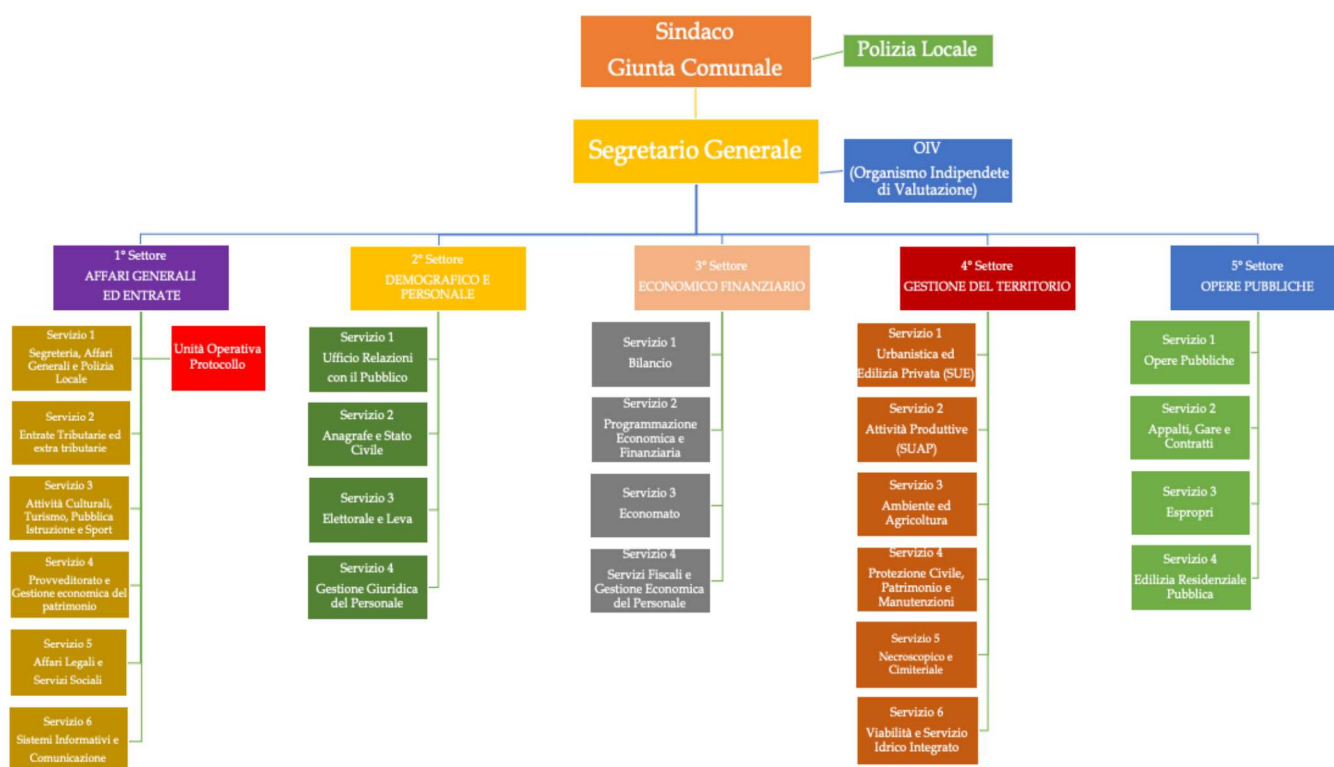 Sindaco
Giunta Comunale
Polizia Locale
Segretario Generale
OIV
(Organismo Indipendete
di Valutazione)
1° Settore
AFFARI GENERALI
ED ENTRATE
2° Settore
DEMOGRAFICO E
PERSONALE
3° Settore
ECONOMICO FINANZIARIO
4° Settore
GESTIONE DEL TERRITORIO
5° Settore
OPERE PUBBLICHE
Servizio 1
Segreteria, Affari
Generali e Polizia
Locale
Unità Operativa
Protocollo
Servizio 2
Entrate Tributarie ed
extra tributarie
Servizio 3
Attività Culturali,
Turismo, Pubblica
Istruzione e Sport
Servizio 4
Provveditorato e
Gestione economica del
patrimonio
Servizio 5
Affari Legali e
Servizi Sociali
Servizio 6
Sistemi Informativi e
Comunicazione
Servizio 1
Ufficio Relazioni
con il Pubblico
Servizio 2
Anagrafe e Stato
Civile
Servizio 3
Elettorale e Leva
Servizio 4
Gestione Giuridica
del Personale
Servizio 1
Bilancio
Servizio 2
Programmazione
Economica e
Finanziaria
Servizio 3
Economato
Servizio 4
Servizi Fiscali e
Gestione Economica
del Personale
Servizio 1
Urbanistica ed
Edilizia Privata (SUE)
Servizio 2
Attività Produttive
(SUAP)
Servizio 3
Ambiente ed
Agricoltura
Servizio 4
Protezione Civile,
Patrimonio e
Manutenzioni
Servizio 5
Necroscopico e
Cimiteriale
Servizio 6
Viabilità e Servizio
Idrico Integrato
Servizio 1
Opere Pubbliche
Servizio 2
Appalti, Gare e
Contratti
Servizio 3
Espropri
Servizio 4
Edilizia Residenziale
Pubblica